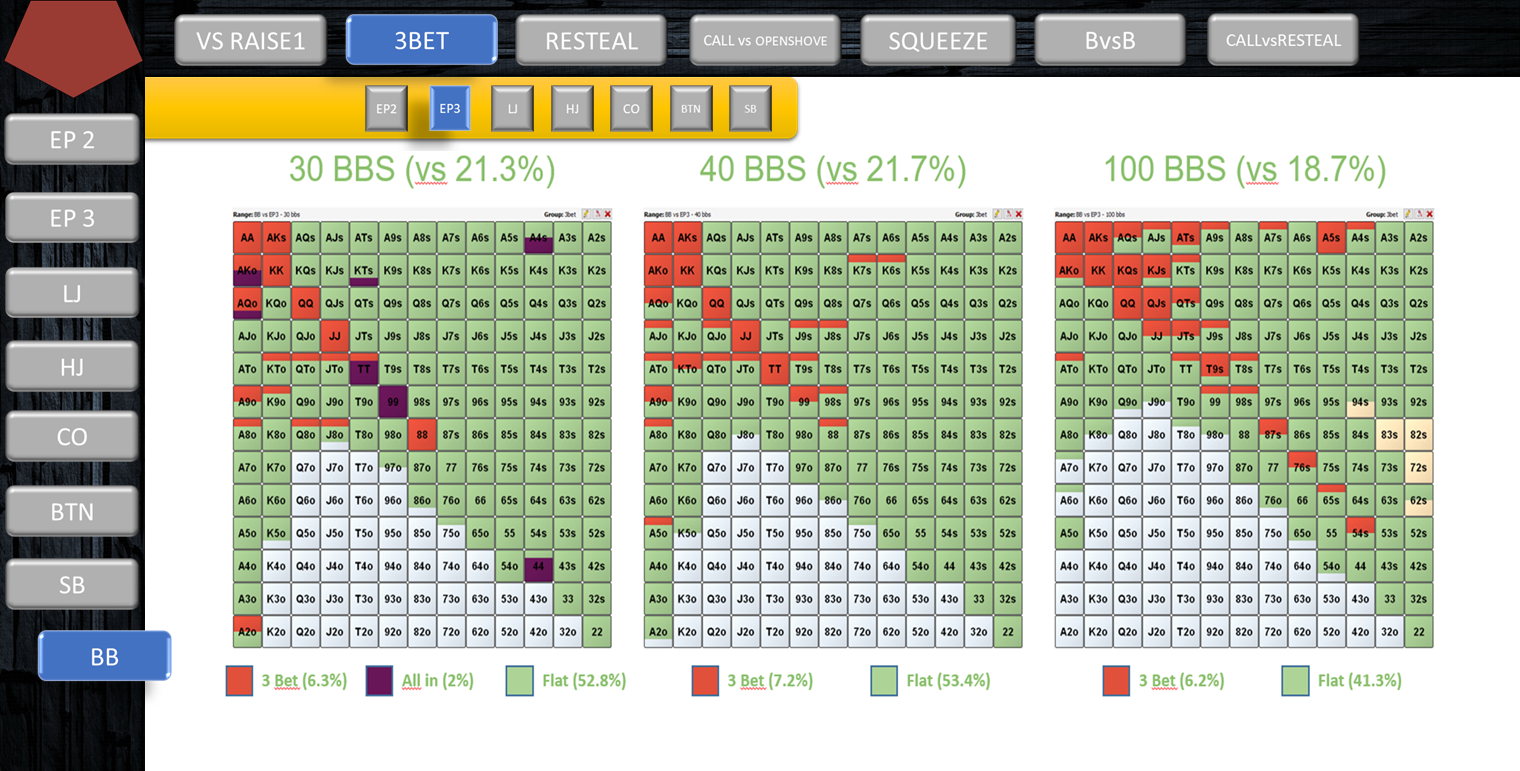 VS RAISE1 3BET RESTEAL CALL vs OPENSHOVE SQUEEZE BvsB CALLvsRESTEAL
EP2 EP3 LJ HJ CO BTN SB
EP 2
EP 3
LJ
HJ
CO
BTN
SB
BB
30 BBS (vs 21.3%)
Range: BB vs EP3 - 30 bbs Group: 3bet
AA AKs AQs AJs ATs A9s A8s A7s A6s A5s A4s A3s A2s
AKo KK KQs KJs KTs K9s K8s K7s K6s K5s K4s K3s K2s
AQo KQo QQ QJs QTs Q9s Q8s Q7s Q6s Q5s Q4s Q3s Q2s
AJo KJo QJo JJ JTs J9s J8s J7s J6s J5s J4s J3s J2s
ATo KTo QTo JTo TT T9s T8s T7s T6s T5s T4s T3s T2s
A9o K9o Q9o J9o T9o 99 98s 97s 96s 95s 94s 93s 92s
A8o K8o Q8o J8o T8o 98o 88 87s 86s 85s 84s 83s 82s
A7o K7o Q7o J7o T7o 97o 87o 77 76s 75s 74s 73s 72s
A6o K6o Q6o J6o T6o 96o 86o 76o 66 65s 64s 63s 62s
A5o K5o Q5o J5o T5o 95o 85o 75o 65o 55 54s 53s 52s
A4o K4o Q4o J4o T4o 94o 84o 74o 64o 54o 44 43s 42s
A3o K3o Q3o J3o T3o 93o 83o 73o 63o 53o 43o 33 32s
A2o K2o Q2o J2o T2o 92o 82o 72o 62o 52o 42o 32o 22
3 Bet (6.3%) All in (2%) Flat (52.8%)
40 BBS (vs 21.7%)
Range: BB vs EP3 - 40 bbs Group: 3bet
AA AKs AQs AJs ATs A9s A8s A7s A6s A5s A4s A3s A2s
AKo KK KQs KJs KTs K9s K8s K7s K6s K5s K4s K3s K2s
AQo KQo QQ QJs QTs Q9s Q8s Q7s Q6s Q5s Q4s Q3s Q2s
AJo KJo QJo JJ JTs J9s J8s J7s J6s J5s J4s J3s J2s
ATo KTo QTo JTo TT T9s T8s T7s T6s T5s T4s T3s T2s
A9o K9o Q9o J9o T9o 99 98s 97s 96s 95s 94s 93s 92s
A8o K8o Q8o J8o T8o 98o 88 87s 86s 85s 84s 83s 82s
A7o K7o Q7o J7o T7o 97o 87o 77 76s 75s 74s 73s 72s
A6o K6o Q6o J6o T6o 96o 86o 76o 66 65s 64s 63s 62s
A5o K5o Q5o J5o T5o 95o 85o 75o 65o 55 54s 53s 52s
A4o K4o Q4o J4o T4o 94o 84o 74o 64o 54o 44 43s 42s
A3o K3o Q3o J3o T3o 93o 83o 73o 63o 53o 43o 33 32s
A2o K2o Q2o J2o T2o 92o 82o 72o 62o 52o 42o 32o 22
3 Bet (7.2%) Flat (53.4%)
100 BBS (vs 18.7%)
Range: BB vs EP3 - 100 bbs Group: 3bet
AA AKs AQs AJs ATs A9s A8s A7s A6s A5s A4s A3s A2s
AKo KK KQs KJs KTs K9s K8s K7s K6s K5s K4s K3s K2s
AQo KQo QQ QJs QTs Q9s Q8s Q7s Q6s Q5s Q4s Q3s Q2s
AJo KJo QJo JJ JTs J9s J8s J7s J6s J5s J4s J3s J2s
ATo KTo QTo JTo TT T9s T8s T7s T6s T5s T4s T3s T2s
A9o K9o Q9o J9o T9o 99 98s 97s 96s 95s 94s 93s 92s
A8o K8o Q8o J8o T8o 98o 88 87s 86s 85s 84s 83s 82s
A7o K7o Q7o J7o T7o 97o 87o 77 76s 75s 74s 73s 72s
A6o K6o Q6o J6o T6o 96o 86o 76o 66 65s 64s 63s 62s
A5o K5o Q5o J5o T5o 95o 85o 75o 65o 55 54s 53s 52s
A4o K4o Q4o J4o T4o 94o 84o 74o 64o 54o 44 43s 42s
A3o K3o Q3o J3o T3o 93o 83o 73o 63o 53o 43o 33 32s
A2o K2o Q2o J2o T2o 92o 82o 72o 62o 52o 42o 32o 22
3 Bet (6.2%) Flat (41.3%)